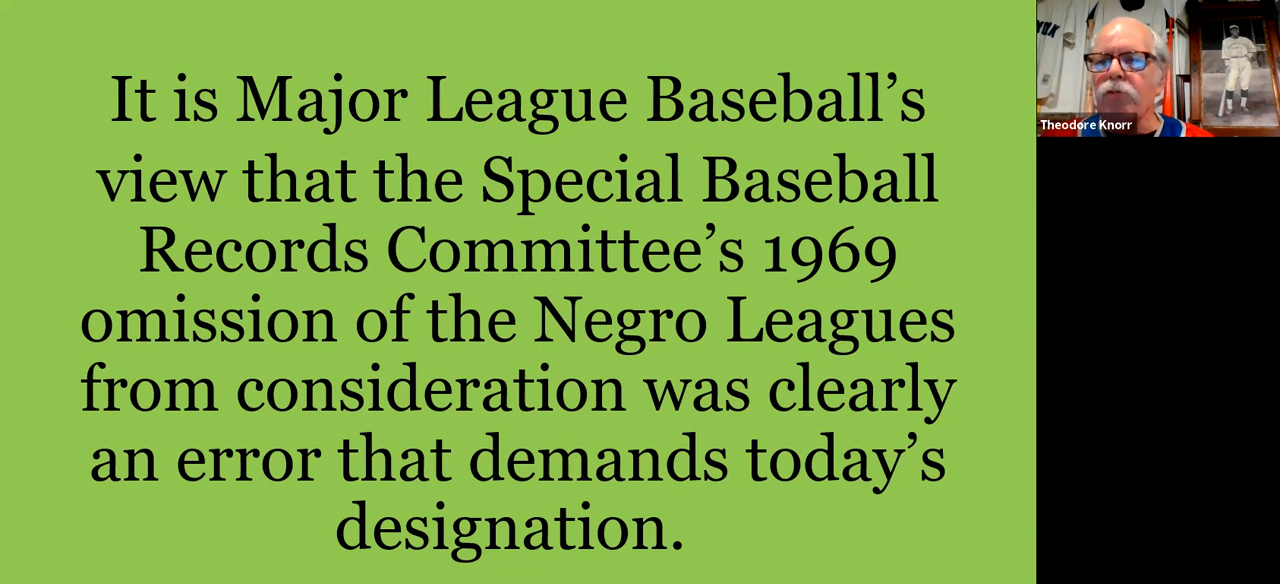 It is Major League Baseball’s
view that the Special Baseball
Records Committee’s 1969
omission of the Negro Leagues
from consideration was clearly
an error that demands today’s
designation.
Theodore Knorr